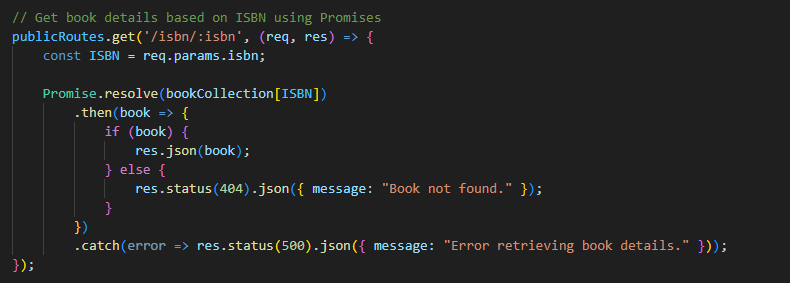 // Get book details based on ISBN using Promises
publicRoutes.get('/isbn/:isbn', (req, res) => {
    const ISBN = req.params.isbn;

    Promise.resolve(bookCollection[ISBN])
        .then(book => {
            if (book) {
                res.json(book);
            } else {
                res.status(404).json({ message: "Book not found." });
            }
        })
        .catch(error => res.status(500).json({ message: "Error retrieving book details." }));
});